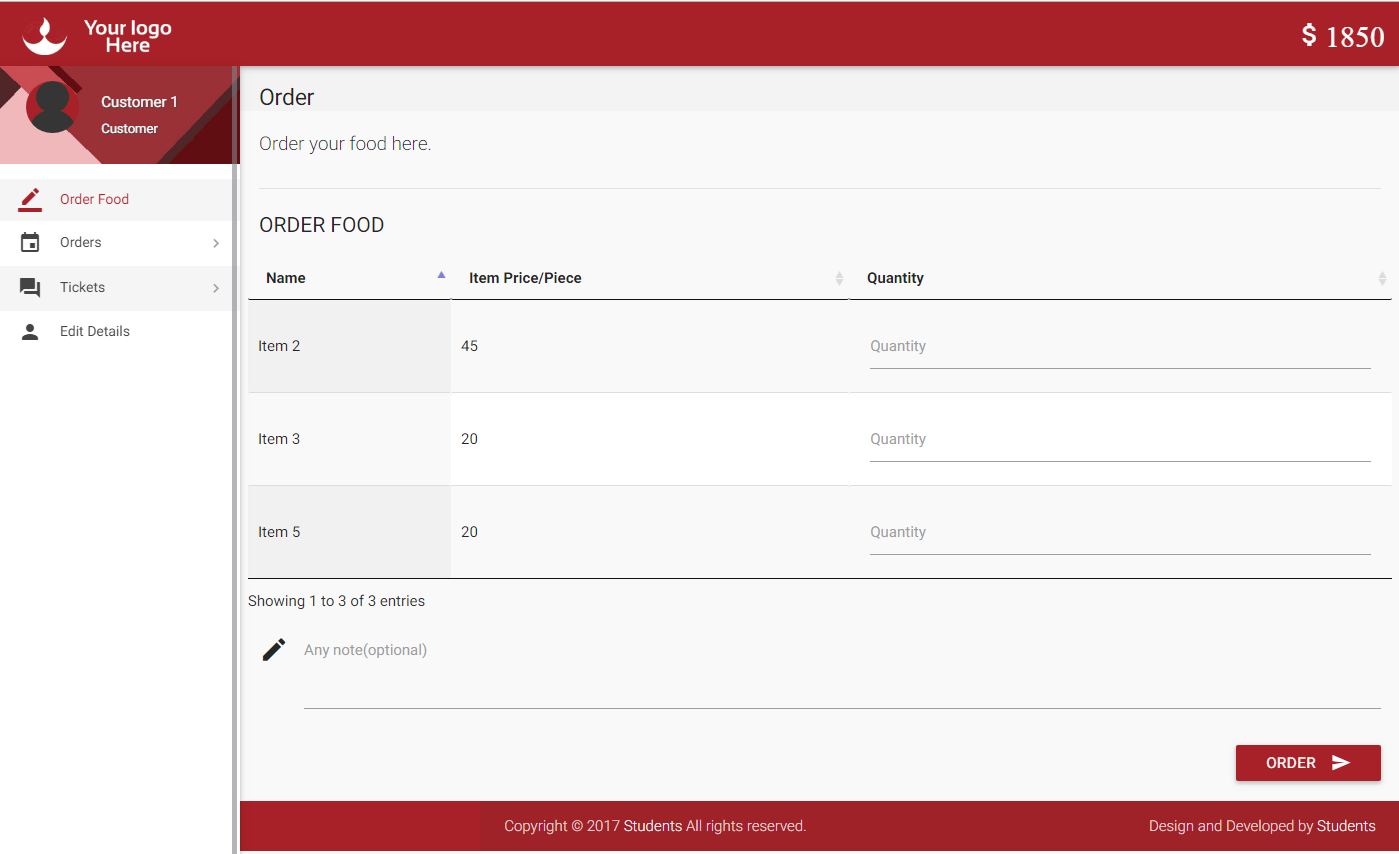 Your logo
Here
$ 1850
Customer 1
Customer
Order Food
Orders
Tickets
Edit Details
Order
Order your food here.
ORDER FOOD
Name Item Price/Piece Quantity
Item 2 45 Quantity
Item 3 20 Quantity
Item 5 20 Quantity
Showing 1 to 3 of 3 entries
Any note(optional)
ORDER
Copyright © 2017 Students All rights reserved. Design and Developed by Students